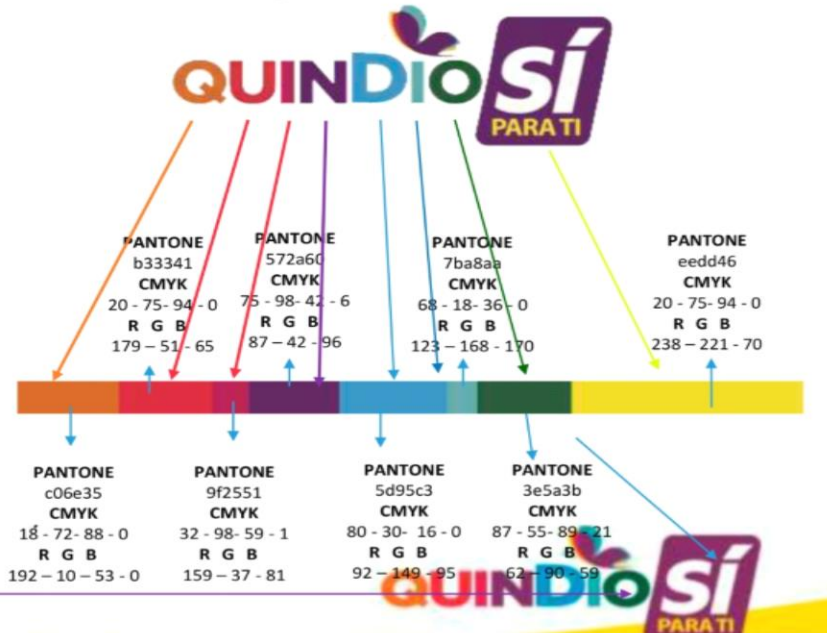 QUINDIO SÍ
PARA TI
PANTONE
b33341
CMYK
20 - 75- 94 - 0
R G B
179 – 51 - 65
PANTONE
572a60
CMYK
75 - 98- 42 - 6
R G B
87 – 42 - 96
PANTONE
7ba8aa
CMYK
68 - 18- 36 - 0
R G B
123 – 168 - 170
PANTONE
eedd46
CMYK
20 - 75- 94 - 0
R G B
238 – 221 - 70
PANTONE
c06e35
CMYK
18 - 72- 88 - 0
R G B
192 – 10 – 53 - 0
PANTONE
9f2551
CMYK
32 - 98- 59 - 1
R G B
159 – 37 - 81
PANTONE
5d95c3
CMYK
80 - 30- 16 - 0
R G B
92 – 149 - 95
PANTONE
3e5a3b
CMYK
87 - 55- 89 - 21
R G B
62 – 90 - 59
QUINDIO SÍ
PARA TI